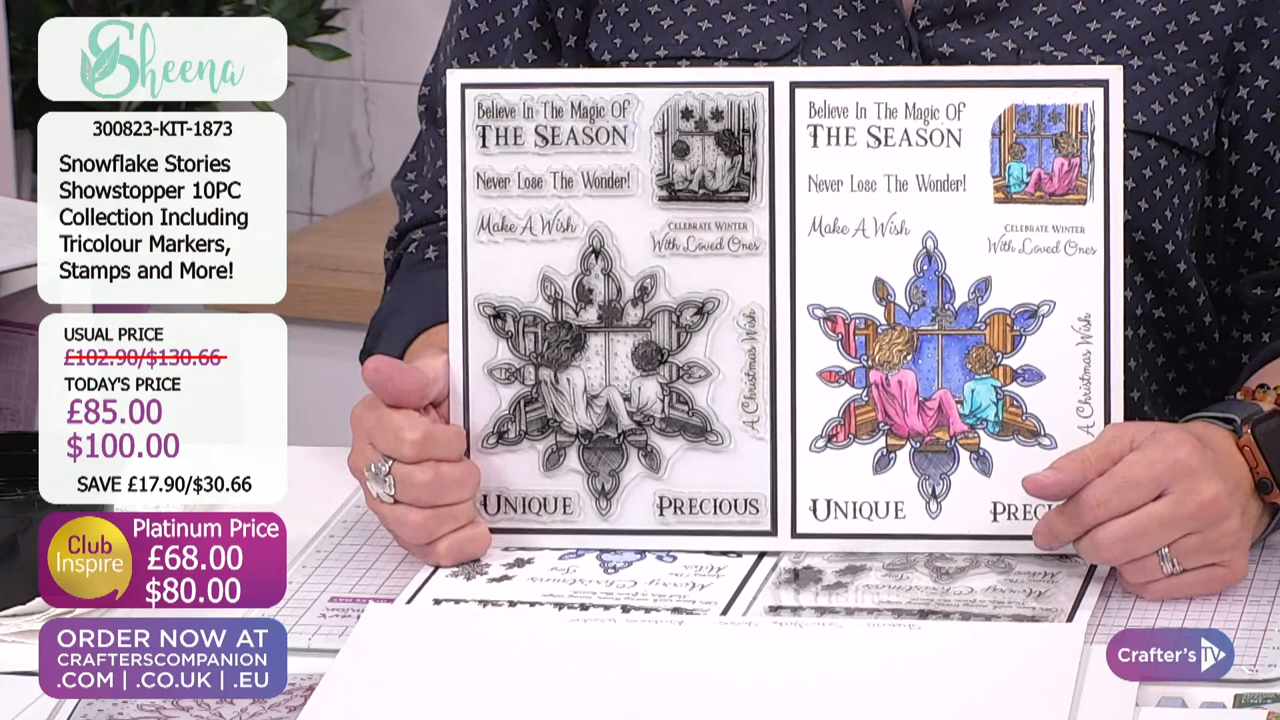 Sheena
300823-KIT-1873
Snowflake Stories
Showstopper 10PC
Collection Including
Tricolour Markers,
Stamps and More!
USUAL PRICE
£102.90/$130.66
TODAY'S PRICE
£85.00
$100.00
SAVE £17.90/$30.66
Club
Inspire
Platinum Price
£68.00
$80.00
ORDER NOW AT
CRAFTERSCOMPANION
.COM | .CO.UK | .EU
Believe In The Magic Of
THE SEASON
Never Lose The Wonder!
Make A Wish
CELEBRATE WINTER
With Loved Ones
A Christmas Wish
UNIQUE
PRECIOUS
Believe In The Magic Of
THE SEASON
Never Lose The Wonder!
Make A Wish
CELEBRATE WINTER
With Loved Ones
A Christmas Wish
UNIQUE
PRECI
Merry Christmas
Joy
Crafter's TV